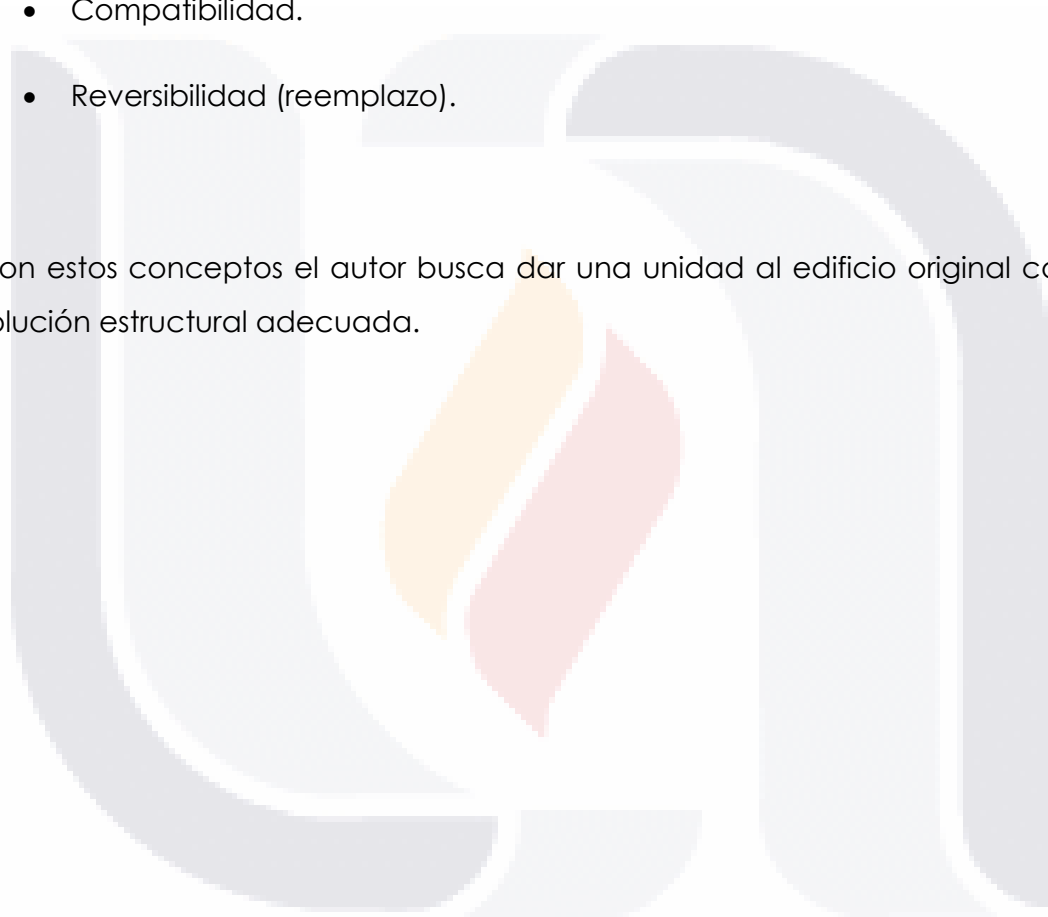 • Compatibilidad.
• Reversibilidad (reemplazo).
on estos conceptos el autor busca dar una unidad al edificio original co
olución estructural adecuada.